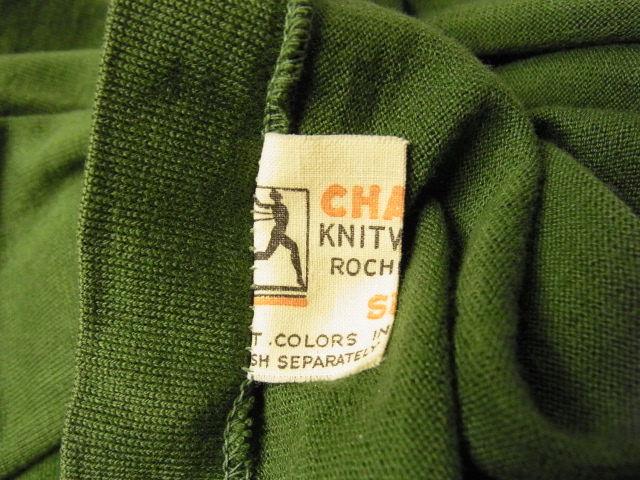 CHA
KNITW
ROCH
S
T .COLORS IN
SH SEPARATELY